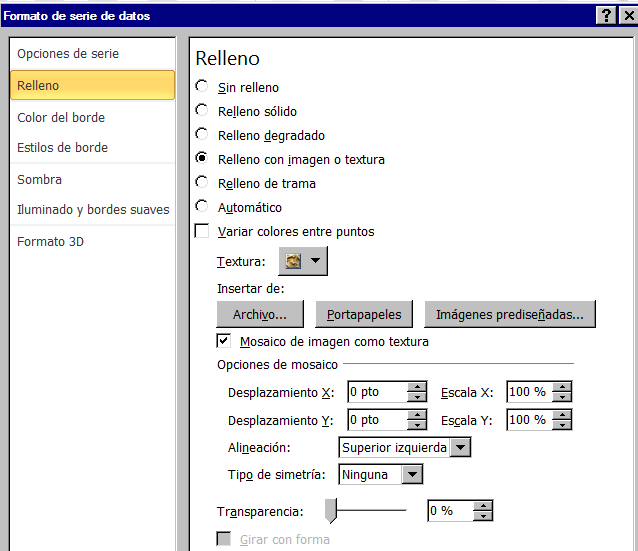 Formato de serie de datos
Opciones de serie
Relleno
Color del borde
Estilos de borde
Sombra
Iluminado y bordes suaves
Formato 3D
Relleno
Sin relleno
Relleno sólido
Relleno degradado
Relleno con imagen o textura
Relleno de trama
Automático
Variar colores entre puntos
Textura:
Insertar de:
Archivo... Portapapeles Imágenes prediseñadas...
Mosaico de imagen como textura
Opciones de mosaico
Desplazamiento X: 0 pto Escala X: 100 %
Desplazamiento Y: 0 pto Escala Y: 100 %
Alineación: Superior izquierda
Tipo de simetría: Ninguna
Transparencia: 0 %
Girar con forma